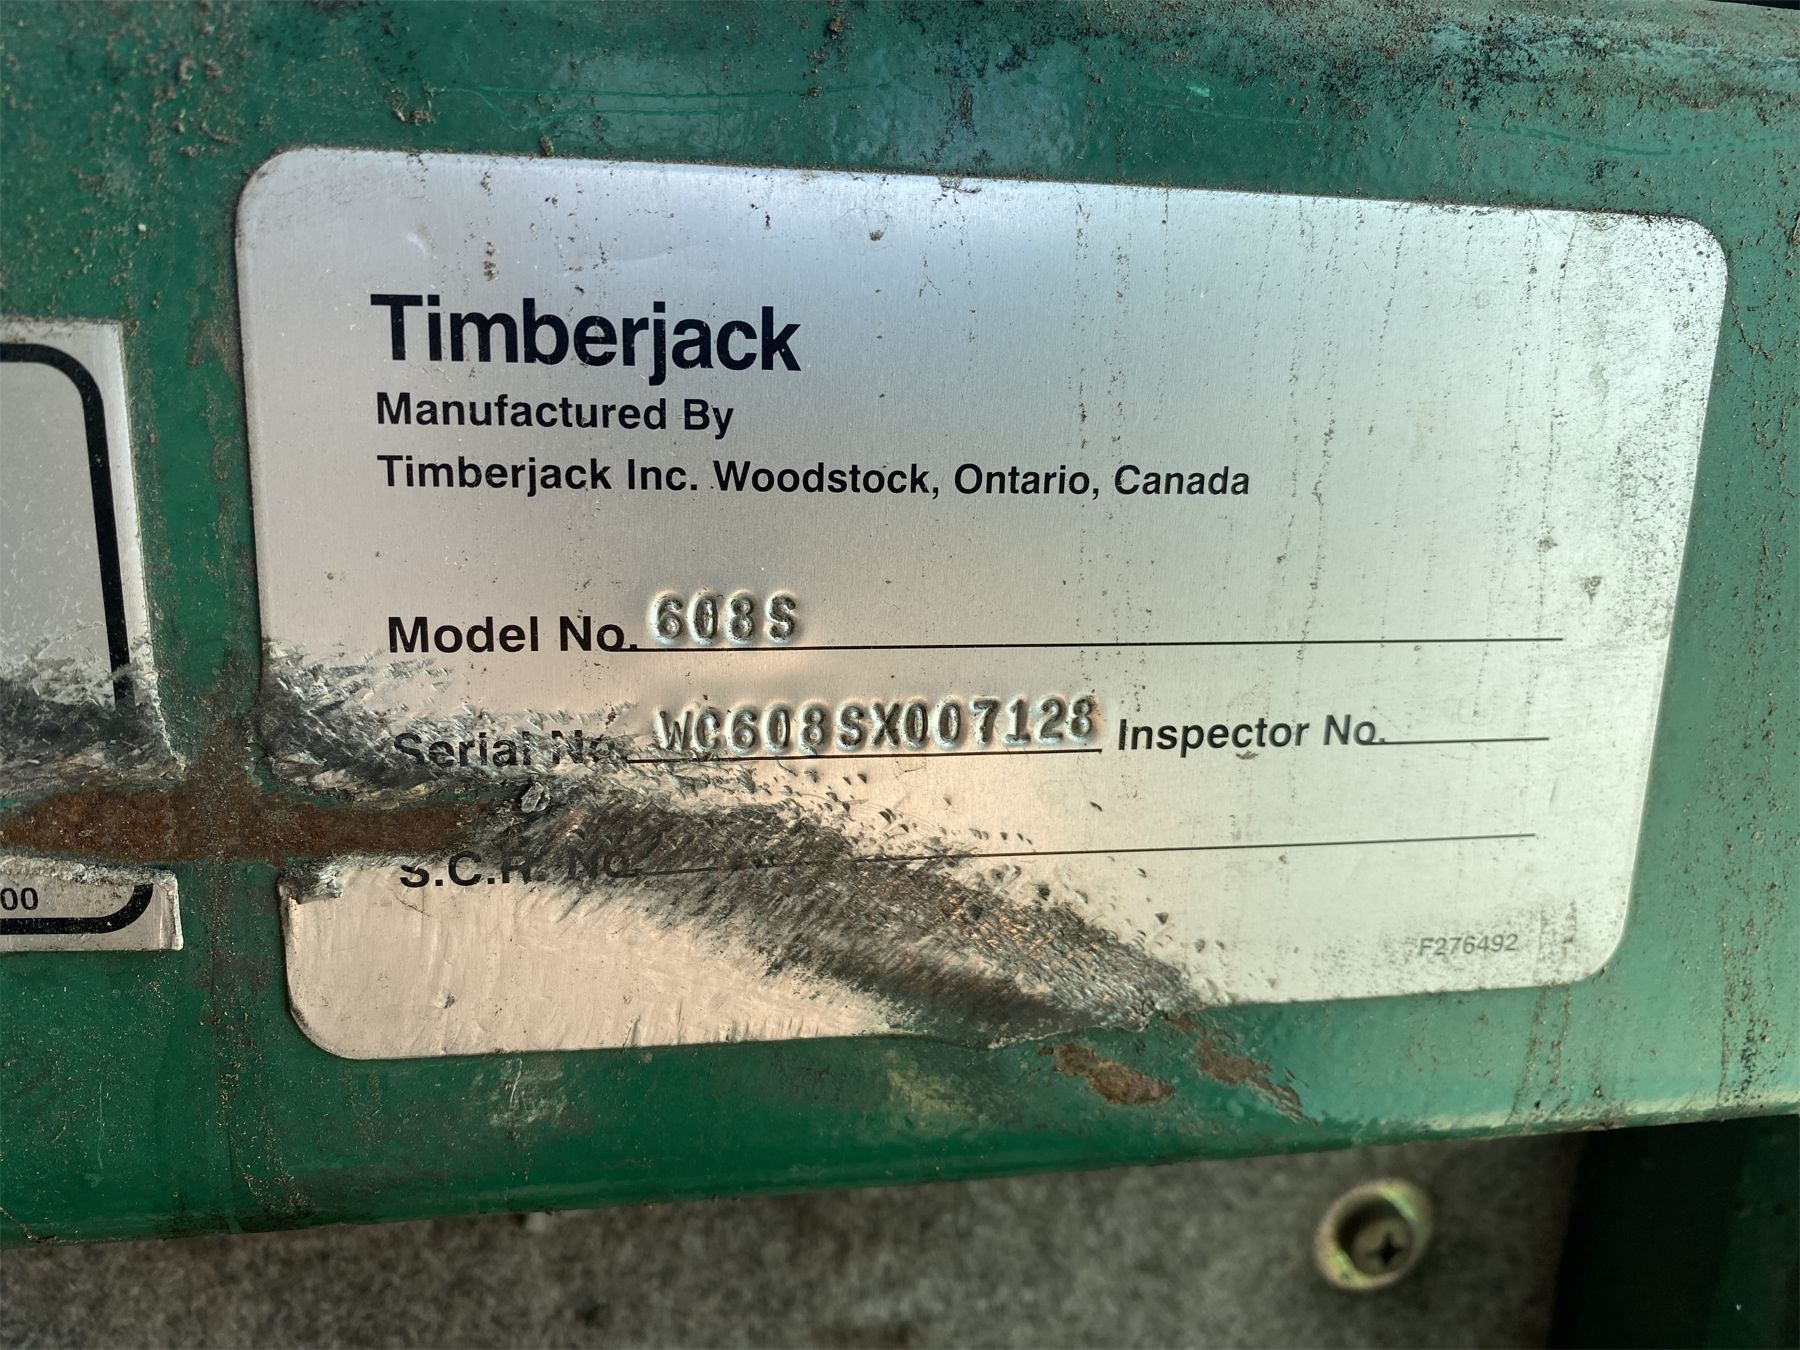 Timberjack
Manufactured By
Timberjack Inc. Woodstock, Ontario, Canada
Model No. 608S
Serial No. WC608SX007128 Inspector No.
S.C.R. No.
F276492
00